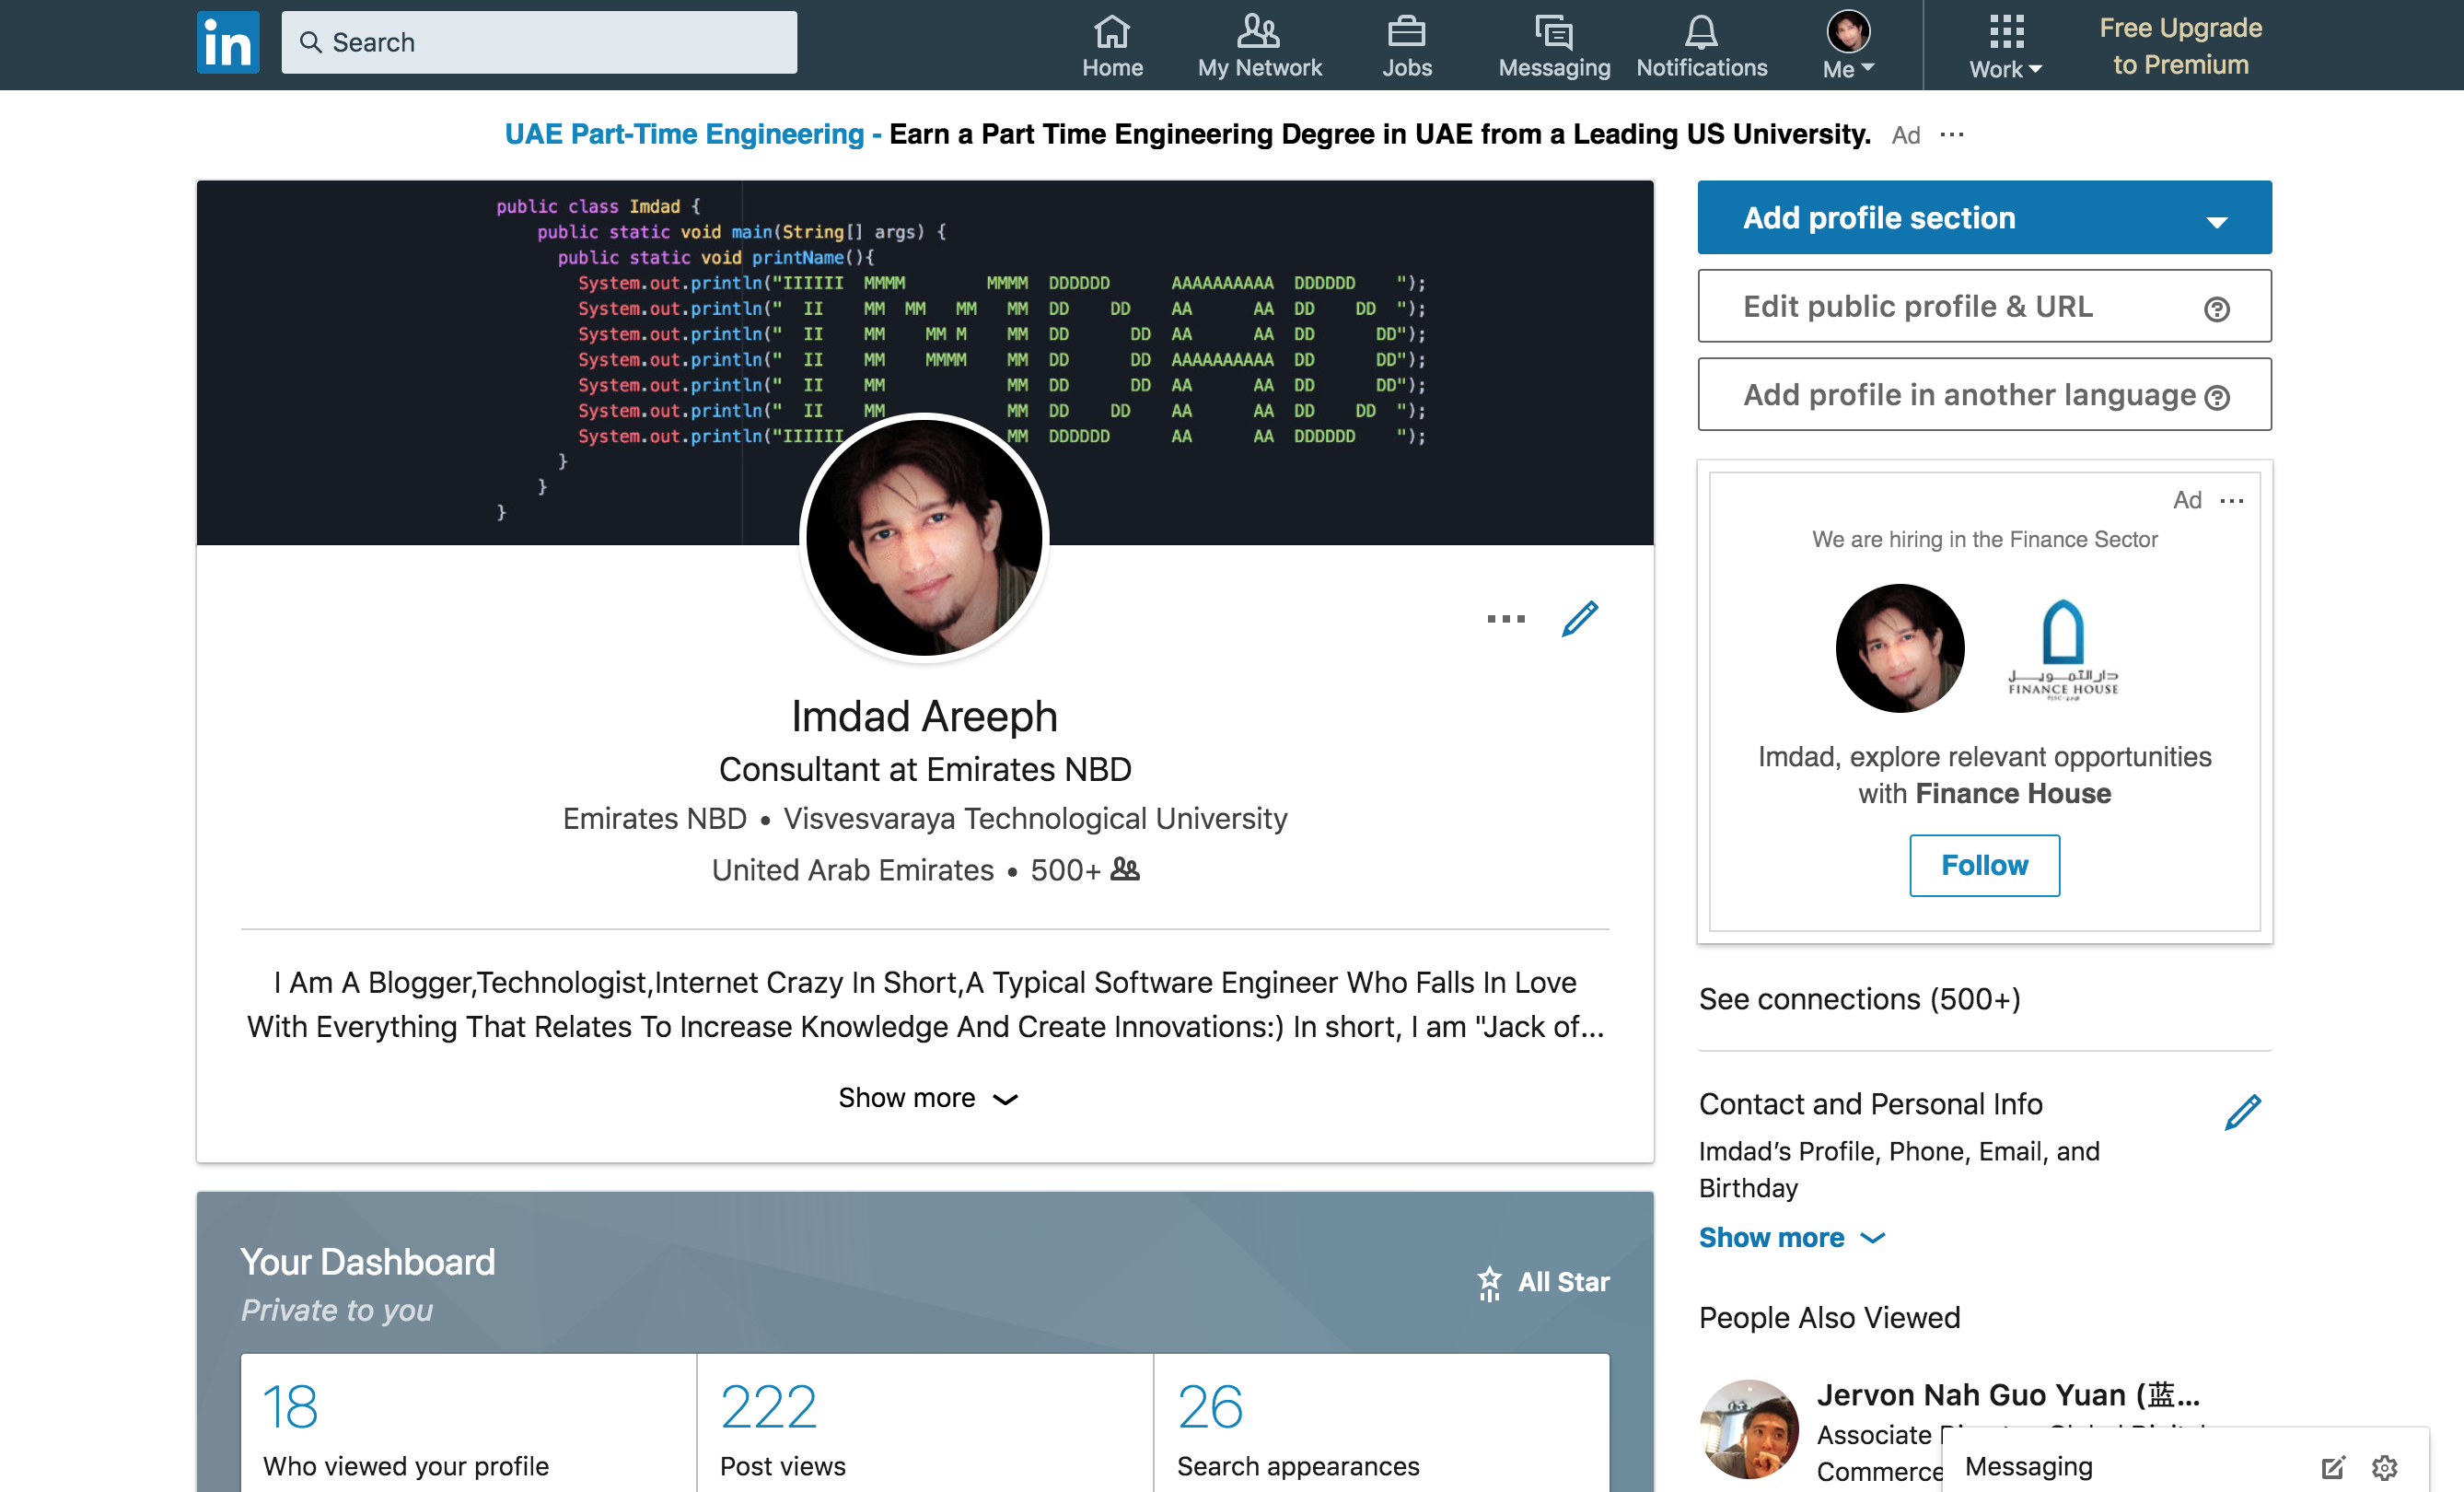 in
Search
Home
My Network
Jobs
Messaging
Notifications
Me
Work
Free Upgrade
to Premium
UAE Part-Time Engineering - Earn a Part Time Engineering Degree in UAE from a Leading US University. Ad ...
public class Imdad {
public static void main(String[] args) {
public static void printName(){
System.out.println("IIIIII  MMMM        MMMM  DDDDDD      AAAAAAAAAA  DDDDDD    ");
System.out.println("  II    MM  MM   MM   MM  DD    DD    AA      AA  DD    DD  ");
System.out.println("  II    MM    MM M    MM  DD      DD  AA      AA  DD      DD");
System.out.println("  II    MM    MMMM    MM  DD      DD  AAAAAAAAAA  DD      DD");
System.out.println("  II    MM            MM  DD      DD  AA      AA  DD      DD");
System.out.println("  II    MM            MM  DD    DD    AA      AA  DD    DD  ");
System.out.println("IIIIII                MM  DDDDDD      AA      AA  DDDDDD    ");
}
}
}
Imdad Areeph
Consultant at Emirates NBD
Emirates NBD • Visvesvaraya Technological University
United Arab Emirates • 500+
I Am A Blogger,Technologist,Internet Crazy In Short,A Typical Software Engineer Who Falls In Love
With Everything That Relates To Increase Knowledge And Create Innovations:) In short, I am "Jack of...
Show more
Your Dashboard
Private to you
All Star
18
Who viewed your profile
222
Post views
26
Search appearances
Add profile section
Edit public profile & URL
Add profile in another language
Ad ...
We are hiring in the Finance Sector
دار التمويل
FINANCE HOUSE
Imdad, explore relevant opportunities
with Finance House
Follow
See connections (500+)
Contact and Personal Info
Imdad’s Profile, Phone, Email, and
Birthday
Show more
People Also Viewed
Jervon Nah Guo Yuan (蓝...
Associate
Commerce
Messaging